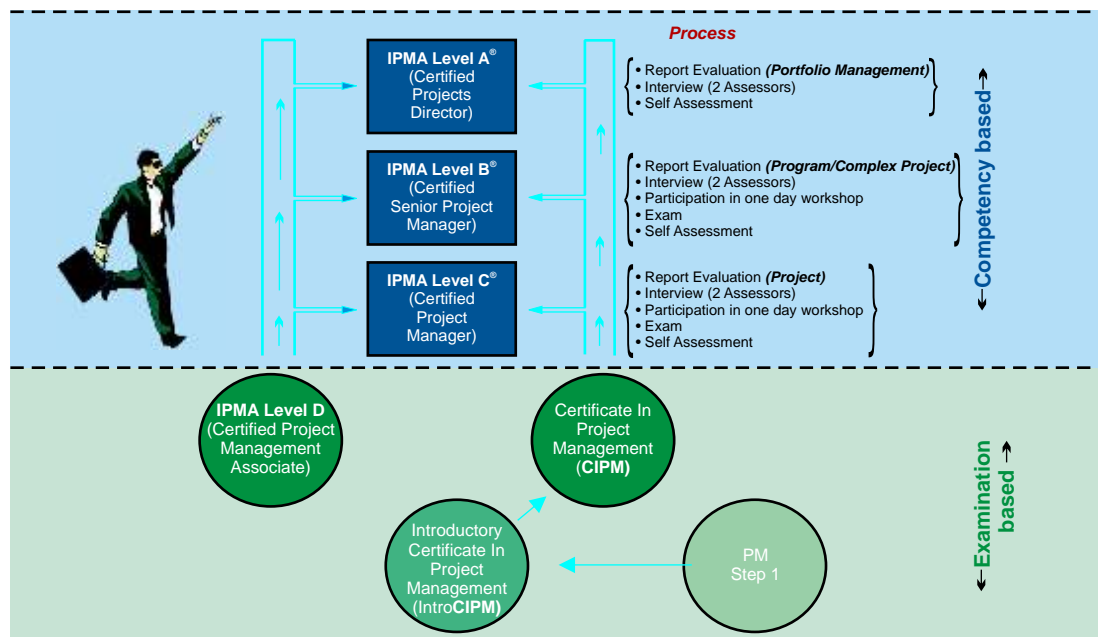 Process
IPMA Level A®
(Certified
Projects
Director)
• Report Evaluation (Portfolio Management)
• Interview (2 Assessors)
• Self Assessment
IPMA Level B®
(Certified
Senior Project
Manager)
• Report Evaluation (Program/Complex Project)
• Interview (2 Assessors)
• Participation in one day workshop
• Exam
• Self Assessment
IPMA Level C®
(Certified
Project
Manager)
• Report Evaluation (Project)
• Interview (2 Assessors)
• Participation in one day workshop
• Exam
• Self Assessment
Competency based
IPMA Level D
(Certified Project
Management
Associate)
Certificate In
Project
Management
(CIPM)
Introductory
Certificate In
Project
Management
(IntroCIPM)
PM
Step 1
Examination
based